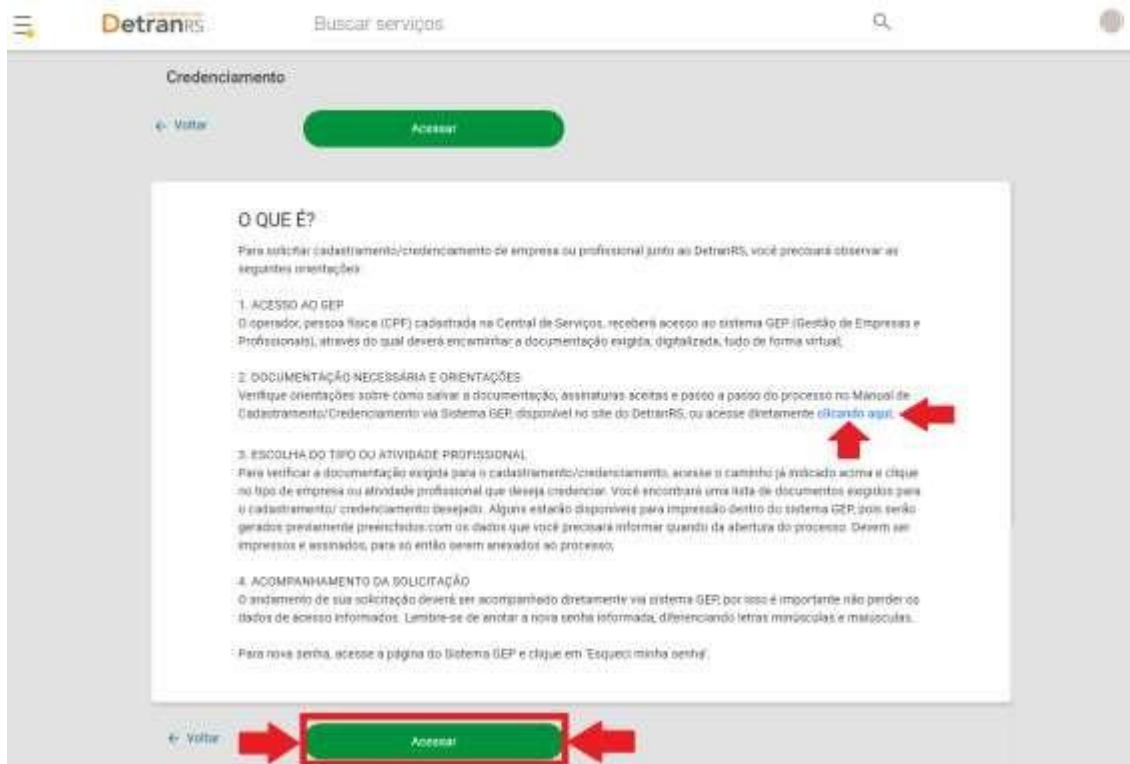 DetranRS
Buscar serviços
Credenciamento
← Voltar
Acessar
O QUE É?
Para solicitar cadastramento/credenciamento de empresa ou profissional junto ao DetranRS, você precisará observar as
seguintes orientações:
1. ACESSO AO GEP
O operador, pessoa física (CPF) cadastrada na Central de Serviços, receberá acesso ao sistema GEP (Gestão de Empresas e
Profissionais), através do qual deverá encaminhar a documentação exigida, digitalizada, tudo de forma virtual;
2. DOCUMENTAÇÃO NECESSÁRIA E ORIENTAÇÕES
Verifique orientações sobre como salvar a documentação, assinaturas aceitas e passo a passo do processo no Manual de
Cadastramento/Credenciamento via Sistema GEP, disponível no site do DetranRS, ou acesse diretamente clicando aqui.
3. ESCOLHA DO TIPO OU ATIVIDADE PROFISSIONAL
Para verificar a documentação exigida para o cadastramento/credenciamento, acesse o caminho já indicado acima e clique
no tipo de empresa ou atividade profissional que deseja credenciar. Você encontrará uma lista de documentos exigidos para
o cadastramento/ credenciamento desejado. Alguns estarão disponíveis para impressão dentro do sistema GEP, pois serão
gerados previamente preenchidos com os dados que você precisará informar quando da abertura do processo. Devem ser
impressos e assinados, para só então serem anexados ao processo;
4. ACOMPANHAMENTO DA SOLICITAÇÃO
O andamento de sua solicitação deverá ser acompanhado diretamente via sistema GEP, por isso é importante não perder os
dados de acesso informados. Lembre-se de anotar a nova senha informada, diferenciando letras minúsculas e maiúsculas.
Para nova senha, acesse a página do Sistema GEP e clique em 'Esqueci minha senha'.
← Voltar
Acessar